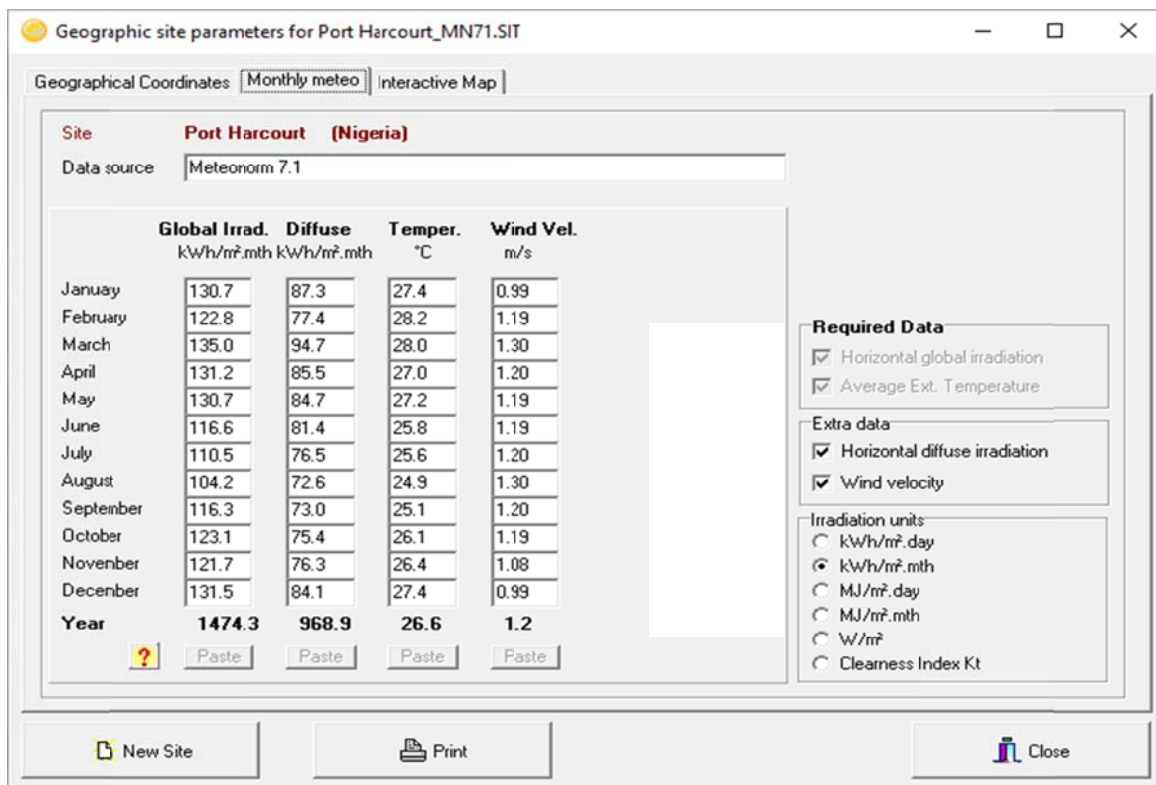 Geographic site parameters for Port Harcourt_MN71.SIT
Geographical Coordinates Monthly meteo Interactive Map
Site Port Harcourt (Nigeria)
Data source Meteonorm 7.1
Global Irrad. Diffuse Temper. Wind Vel.
kWh/m².mth kWh/m².mth °C m/s
January 130.7 87.3 27.4 0.99
February 122.8 77.4 28.2 1.19
March 135.0 94.7 28.0 1.30
April 131.2 85.5 27.0 1.20
May 130.7 84.7 27.2 1.19
June 116.6 81.4 25.8 1.19
July 110.5 76.5 25.6 1.20
August 104.2 72.6 24.9 1.30
September 116.3 73.0 25.1 1.20
October 123.1 75.4 26.1 1.19
November 121.7 76.3 26.4 1.08
December 131.5 84.1 27.4 0.99
Year 1474.3 968.9 26.6 1.2
? Paste Paste Paste Paste
Required Data
Horizontal global irradiation
Average Ext. Temperature
Extra data
Horizontal diffuse irradiation
Wind velocity
Irradiation units
kWh/m².day
kWh/m².mth
MJ/m².day
MJ/m².mth
W/m²
Clearness Index Kt
New Site Print Close